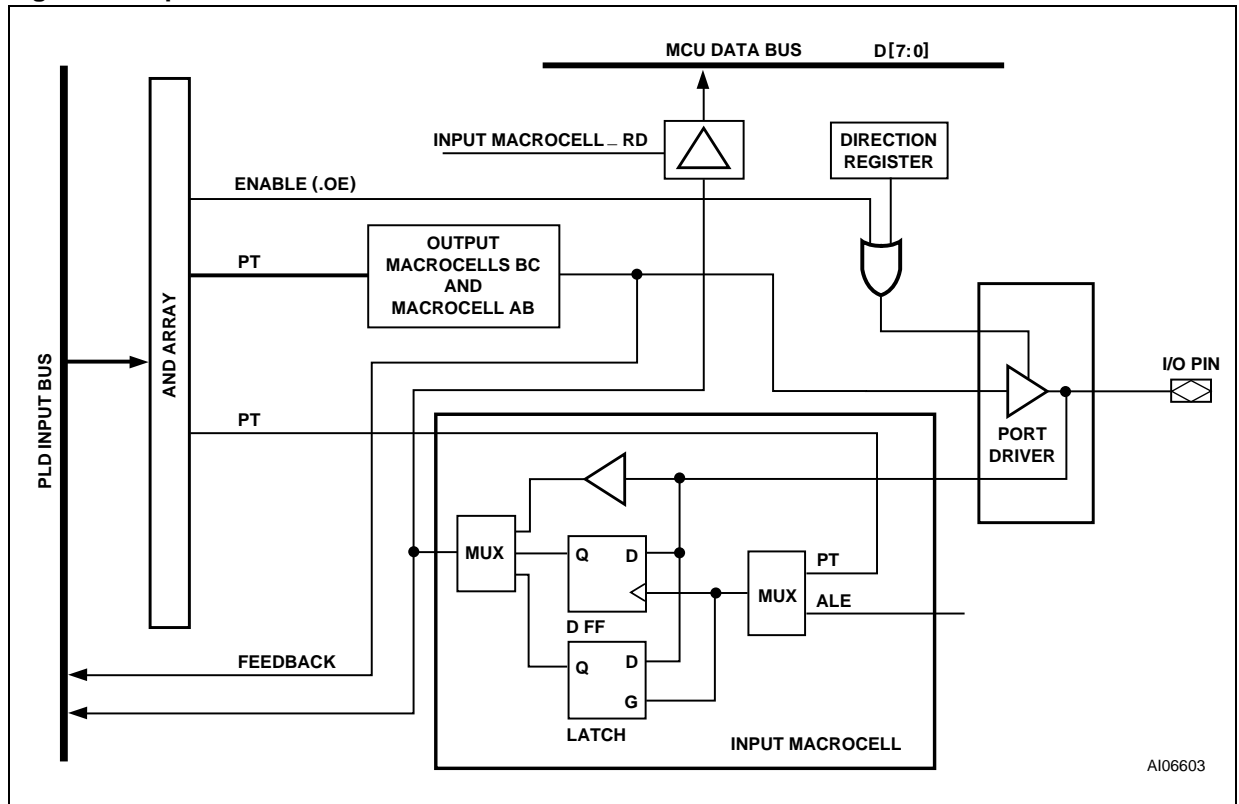 MCU DATA BUS D[7:0]
INPUT MACROCELL_ RD
DIRECTION
REGISTER
ENABLE (.OE)
PT
OUTPUT
MACROCELLS BC
AND
MACROCELL AB
AND ARRAY
PLD INPUT BUS
I/O PIN
PORT
DRIVER
PT
MUX
Q D
D FF
MUX
PT
ALE
Q D
G
LATCH
FEEDBACK
INPUT MACROCELL
AI06603